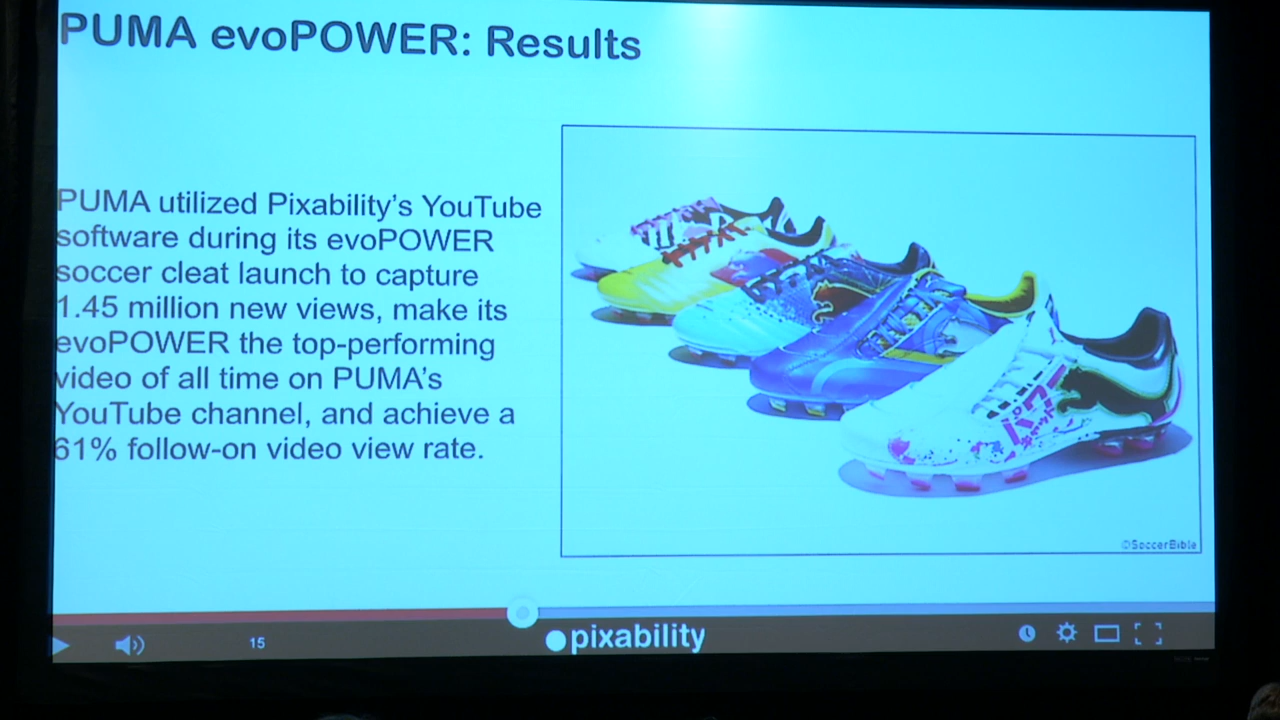 PUMA evoPOWER: Results
PUMA utilized Pixability's YouTube
software during its evoPOWER
soccer cleat launch to capture
1.45 million new views, make its
evoPOWER the top-performing
video of all time on PUMA's
YouTube channel, and achieve a
61% follow-on video view rate.
©SoccerBible
15
pixability